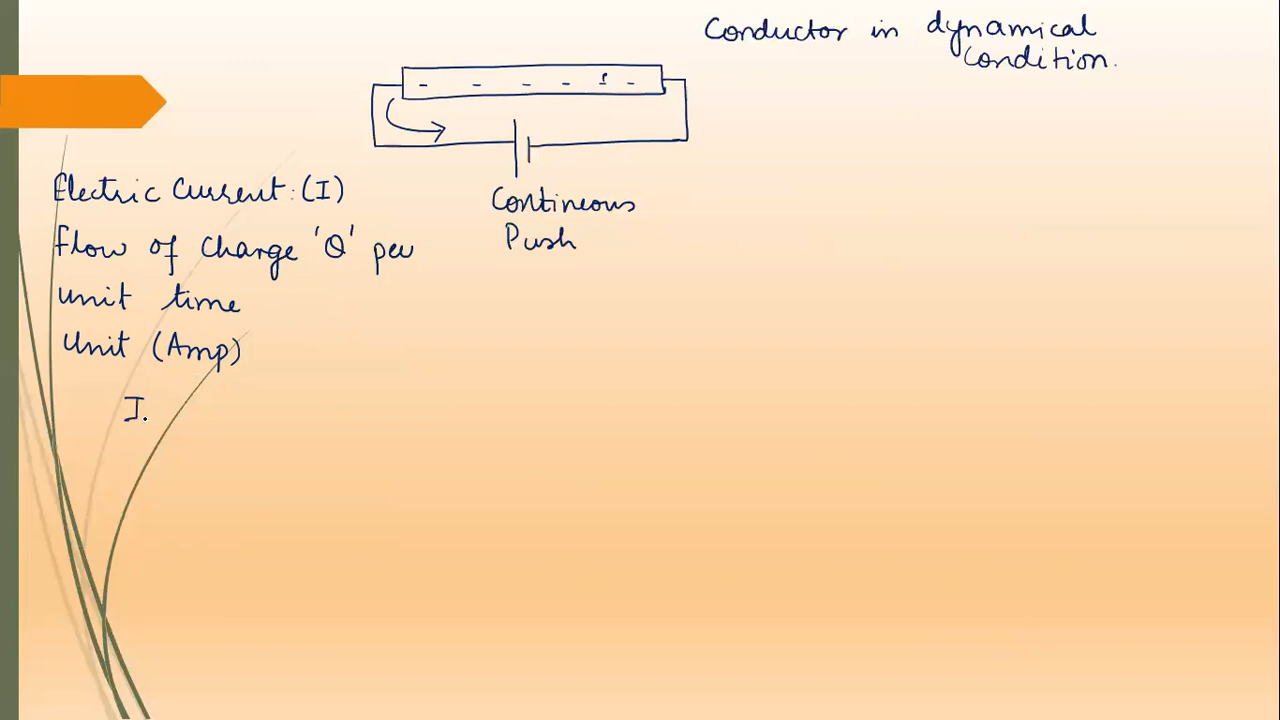 Conductor in dynamical
Condition.
Electric Current: (I)
flow of charge 'Q' per
unit time
Unit (Amp)
I.
Contineous
Push